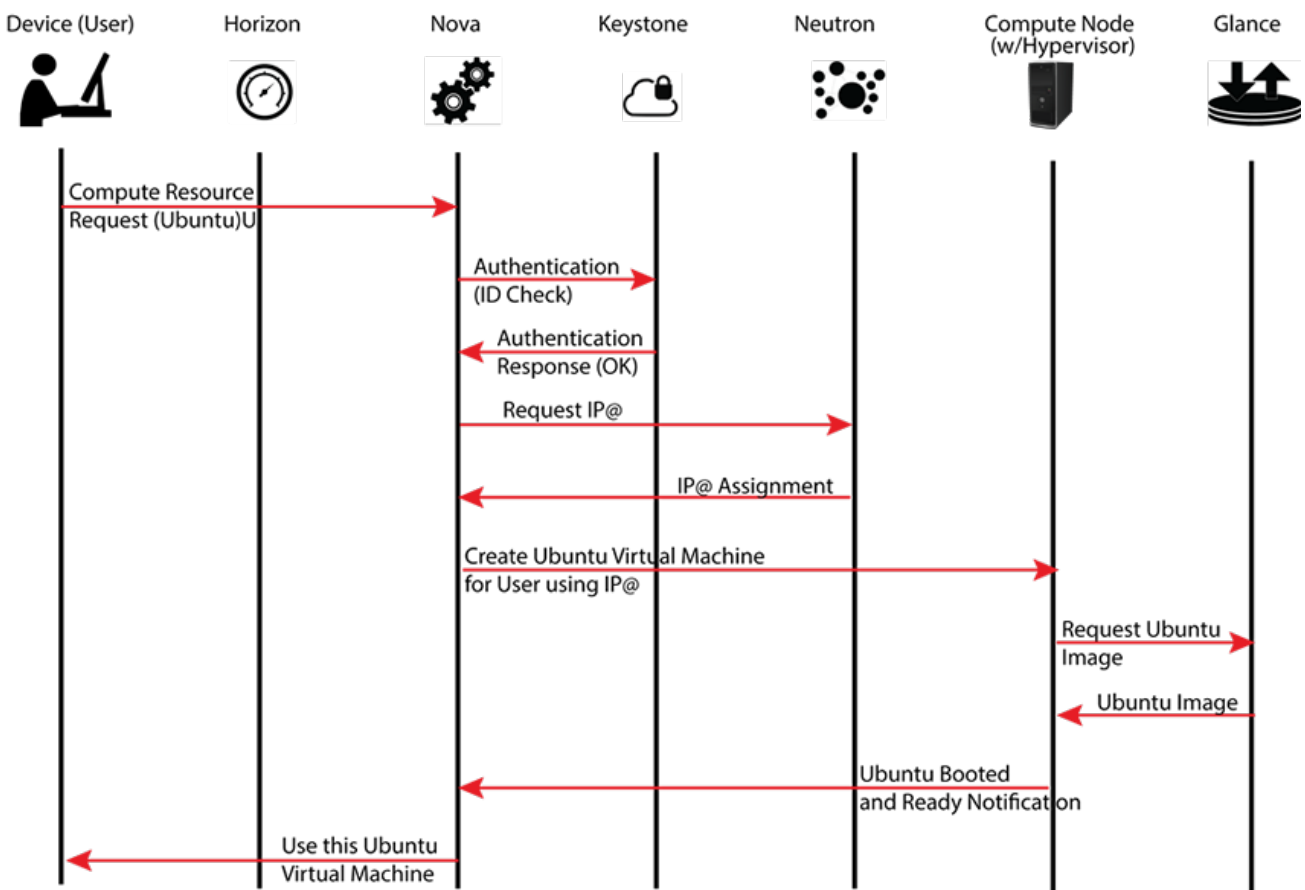 Device (User)
Horizon
Nova
Keystone
Neutron
Compute Node
(w/Hypervisor)
Glance
Compute Resource
Request (Ubuntu)U
Authentication
(ID Check)
Authentication
Response (OK)
Request IP@
IP@ Assignment
Create Ubuntu Virtual Machine
for User using IP@
Request Ubuntu
Image
Ubuntu Image
Ubuntu Booted
and Ready Notification
Use this Ubuntu
Virtual Machine